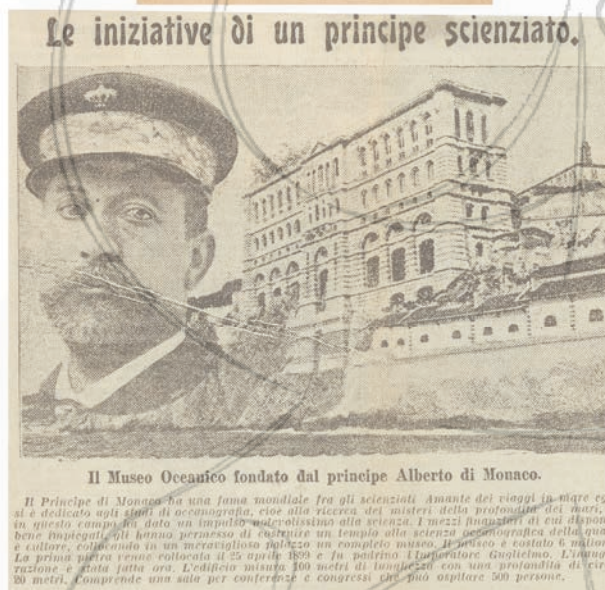 Le iniziative di un principe scienziato.
Il Museo Oceanico fondato dal principe Alberto di Monaco.
Il Principe di Monaco ha una fama mondiale fra gli scienziati Amante dei viaggi in mare eg
si è dedicato agli studi di oceanografia, cioè alla ricerca dei misteri della profondità dei mari,
in questo campo ha dato un impulso notevolissimo alla scienza. I mezzi finanziari di cui dispon
bene impiegati, gli hanno permesso di costruire un tempio alla scienza oceanografica della qua
è cultore, collocando in un meraviglioso palazzo un completo museo. Il museo è costato 6 milion
La prima pietra venne collocata il 25 aprile 1899 e fu padrino l'Imperatore Guglielmo. L'inaug
razione è stata fatta ora. L'edificio misura 100 metri di lunghezza con una profondità di circ
20 metri. Comprende una sala per conferenze e congressi che può ospitare 500 persone.